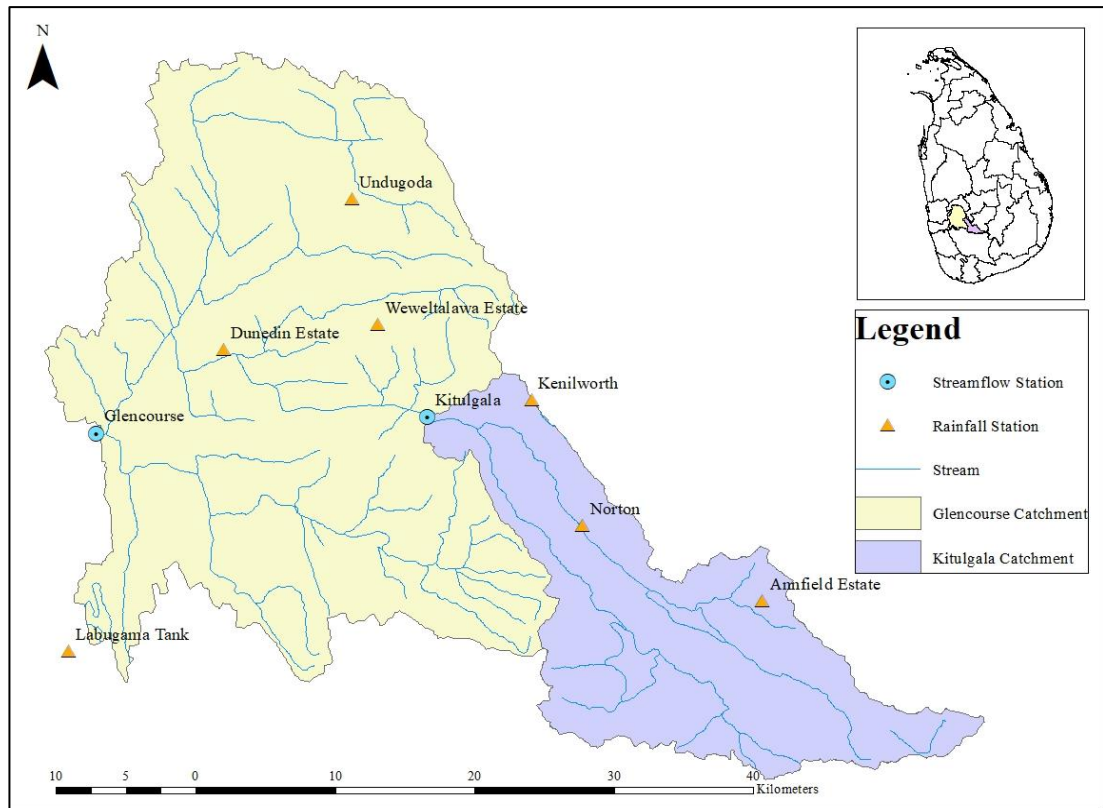 N
Undugoda
Weweltalawa Estate
Dunedin Estate
Kenilworth
Kitulgala
Glencourse
Norton
Annfield Estate
Labugama Tank
10 5 0 10 20 30 40
Kilometers
Legend
Streamflow Station
Rainfall Station
Stream
Glencourse Catchment
Kitulgala Catchment